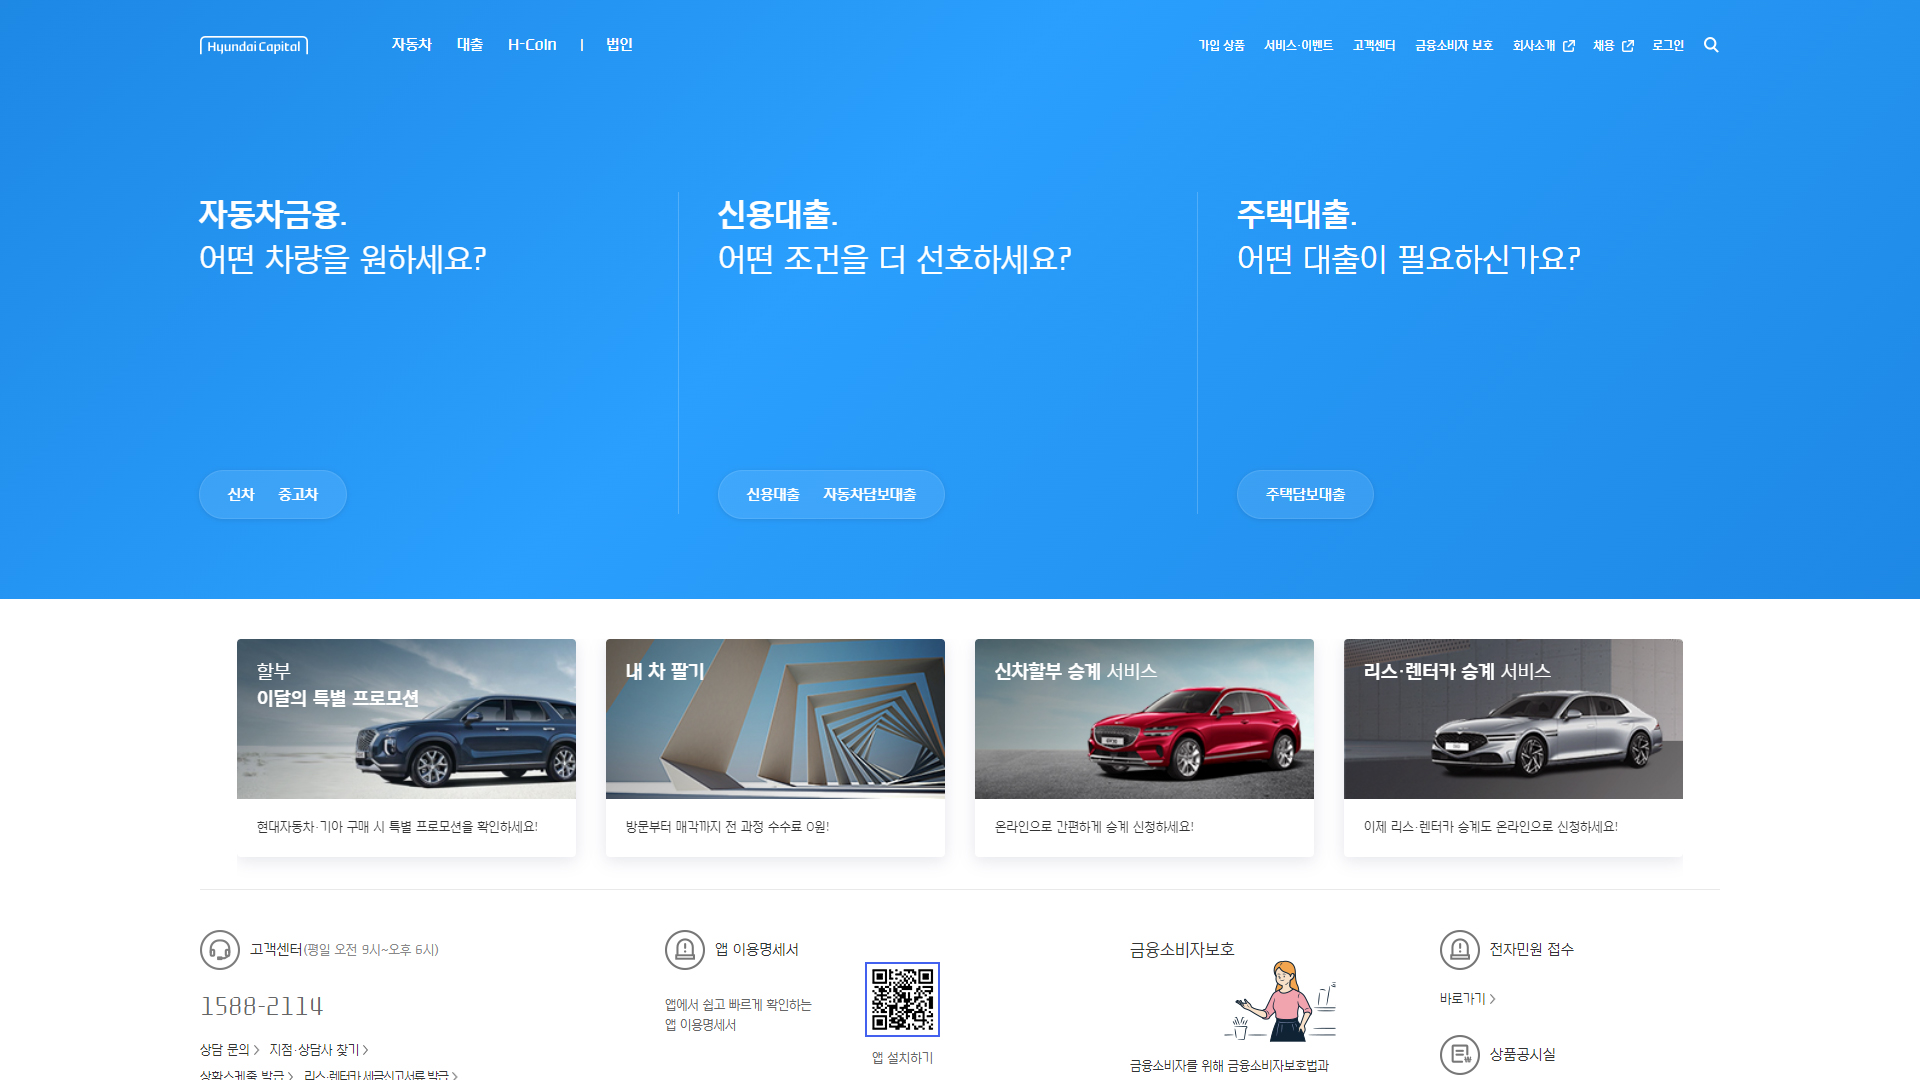 Hyundai Capital
자동차 대출 H-Coin | 법인
가입 상품 서비스·이벤트 고객센터 금융소비자 보호 회사소개 채용 로그인
자동차금융.
어떤 차량을 원하세요?
신차 중고차
신용대출.
어떤 조건을 더 선호하세요?
신용대출 자동차담보대출
주택대출.
어떤 대출이 필요하신가요?
주택담보대출
할부
이달의 특별 프로모션
현대자동차·기아 구매 시 특별 프로모션을 확인하세요!
내 차 팔기
방문부터 매각까지 전 과정 수수료 0원!
신차할부 승계 서비스
온라인으로 간편하게 승계 신청하세요!
리스·렌터카 승계 서비스
이제 리스·렌터카 승계도 온라인으로 신청하세요!
고객센터(평일 오전 9시~오후 6시)
1588-2114
상담 문의 > 지점·상담사 찾기 >
상환스케줄 발급 > 리스·렌터카 세금신고서류 발급 >
앱 이용명세서
앱에서 쉽고 빠르게 확인하는
앱 이용명세서
앱 설치하기
금융소비자보호
금융소비자를 위해 금융소비자보호법과
전자민원 접수
바로가기 >
상품공시실